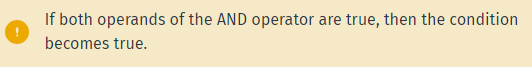 If both operands of the AND operator are true, then the condition
becomes true.